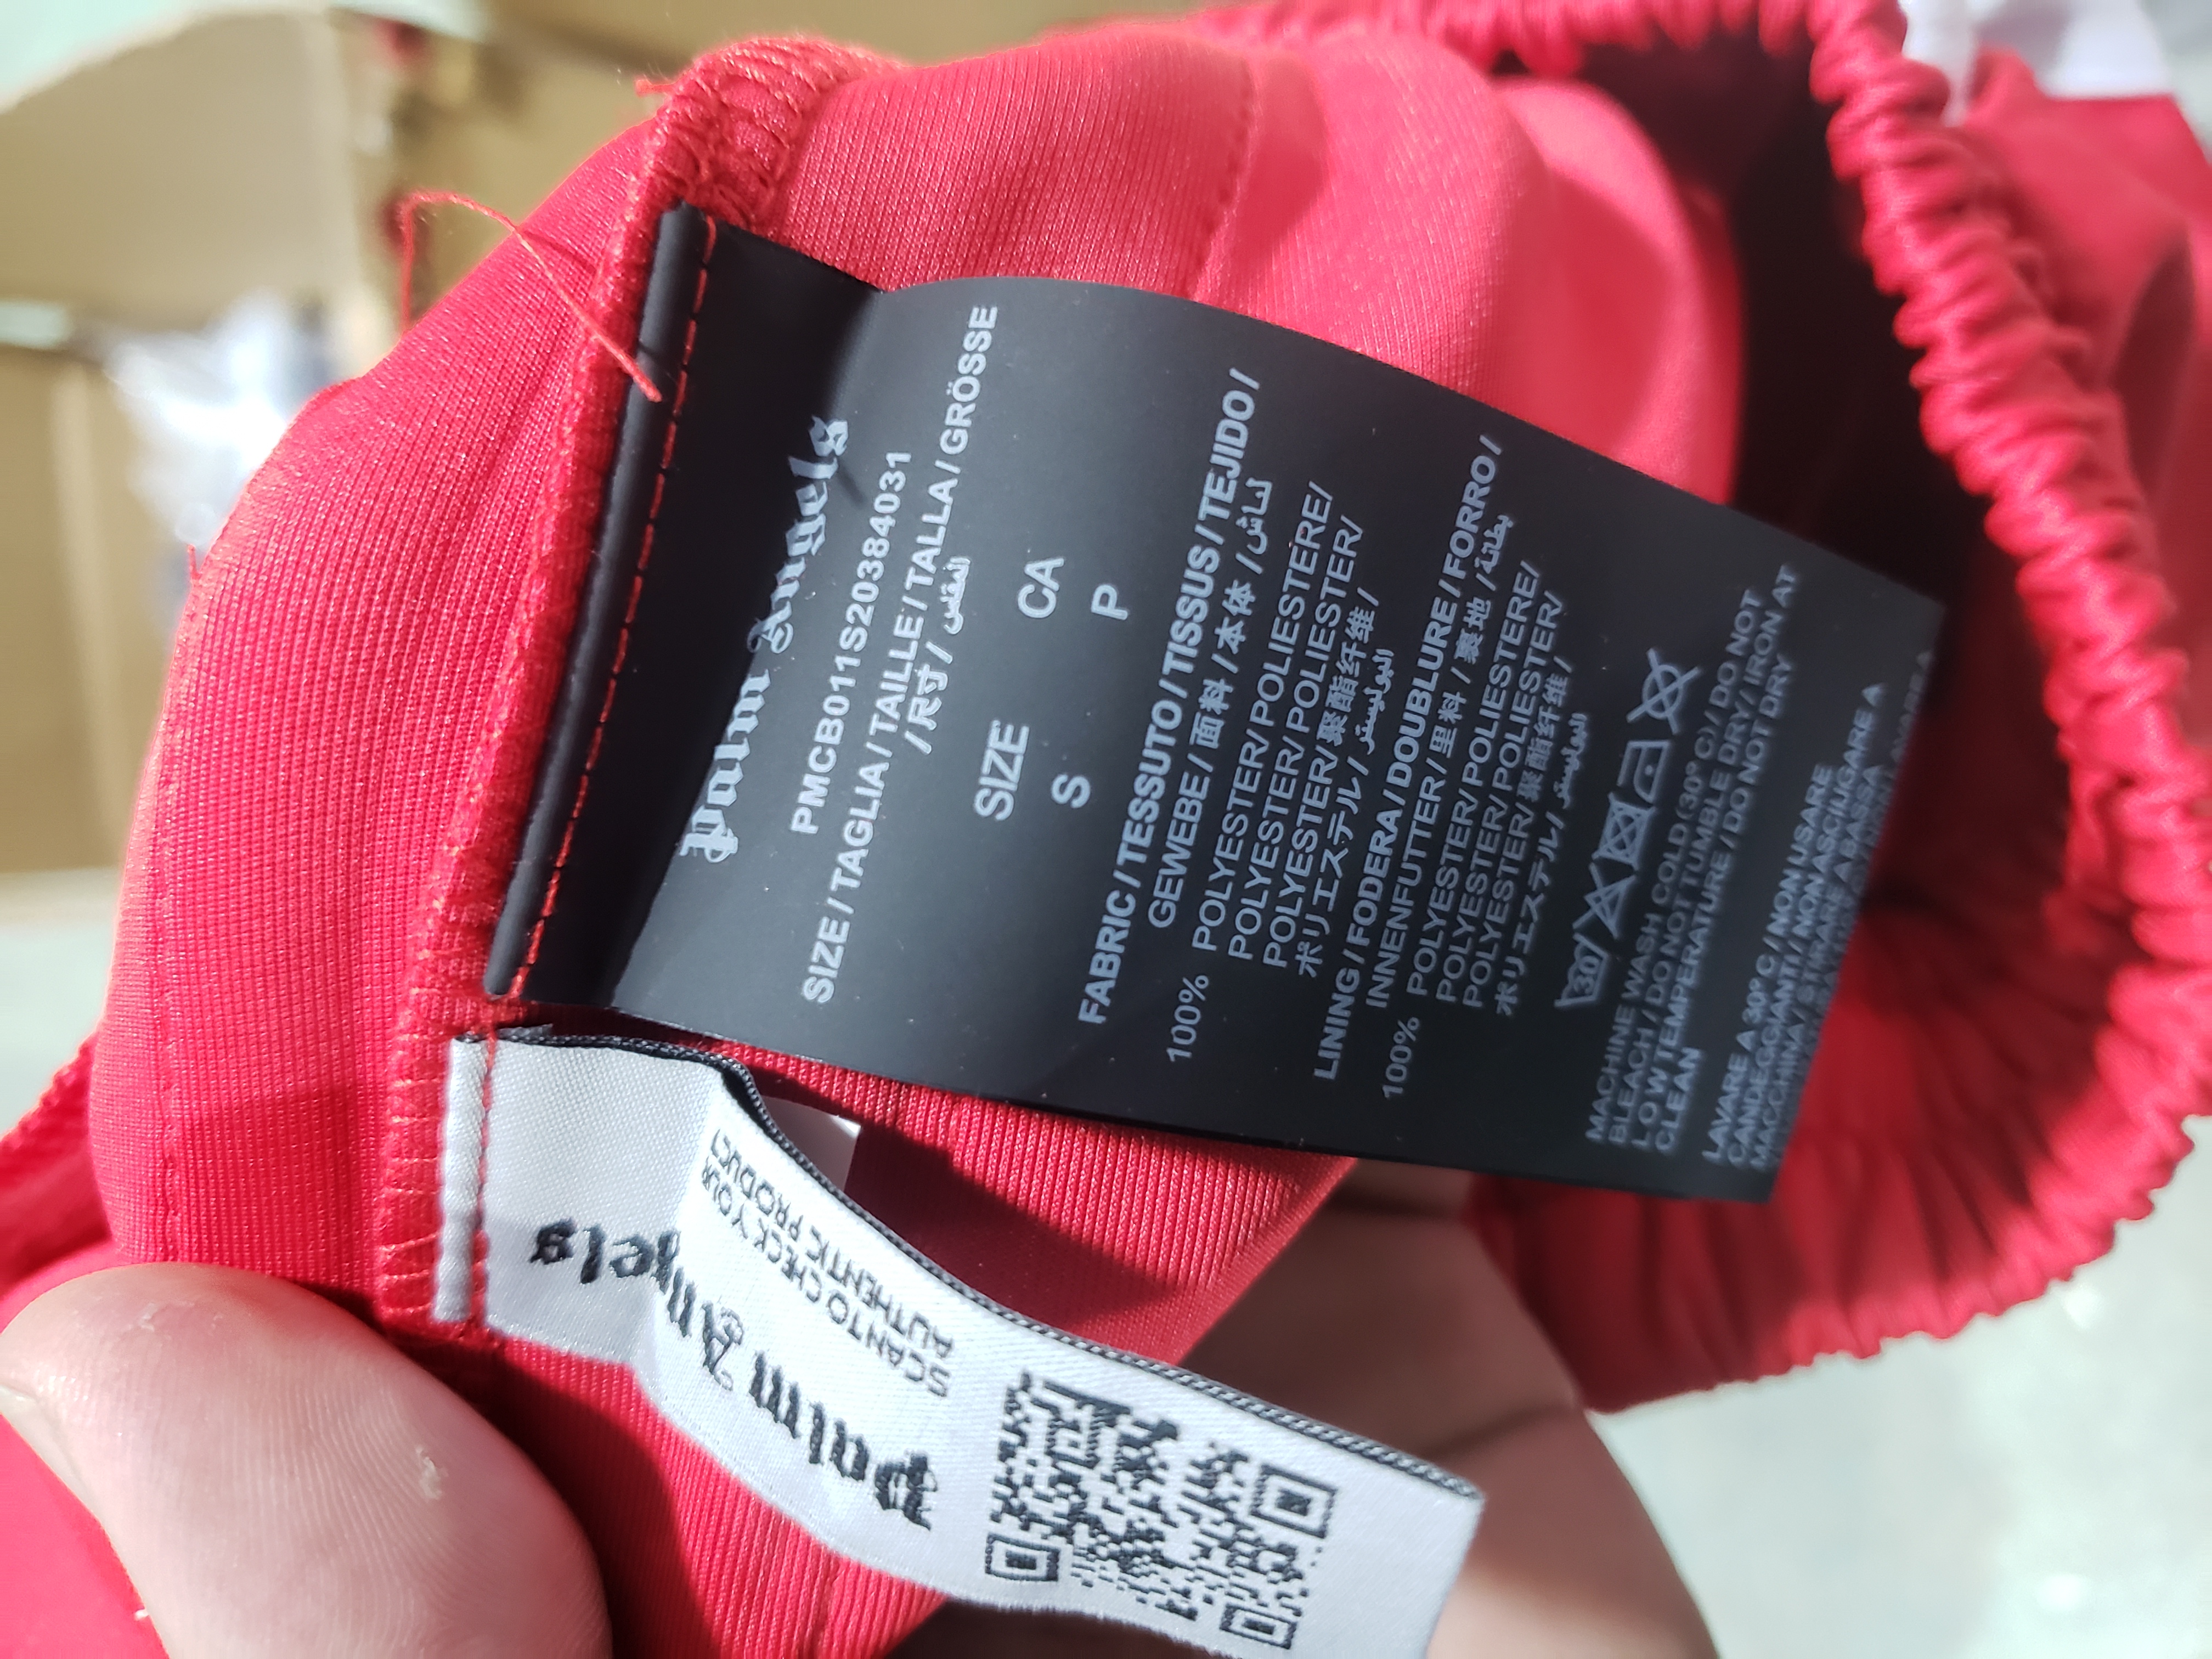 Palm Angels
PMCB011S20384031
SIZE / TAGLIA / TAILLE / TALLA / GRÖSSE
/ 尺寸 / المقاس
SIZE CA
S P
FABRIC / TESSUTO / TISSUS / TEJIDO /
GEWEBE / 面料 / 本体 / لماش /
100% POLYESTER/ POLIESTERE/
POLYESTER/ POLIESTER/
POLYESTER/ 聚酯纤维 /
ポリエステル / البوليستر
LINING / FODERA / DOUBLURE / FORRO /
INNENFUTTER / 里料 / 裏地 / بطانة /
100% POLYESTER/ POLIESTERE/
POLYESTER/ POLIESTER/
POLYESTER/ 聚酯纤维 /
ポリエステル / البوليستر
30
MACHINE WASH COLD (30° C) / DO NOT
BLEACH / DO NOT TUMBLE DRY / IRON AT
LOW TEMPERATURE / DO NOT DRY
CLEAN
LAVARE A 30° C / NON USARE
CANDEGGIANTI / NON ASCIUGARE A
MACCHINA / STIRARE A BASSA
Palm Angels
SCAN TO CHECK YOUR
AUTHENTIC PRODUCT